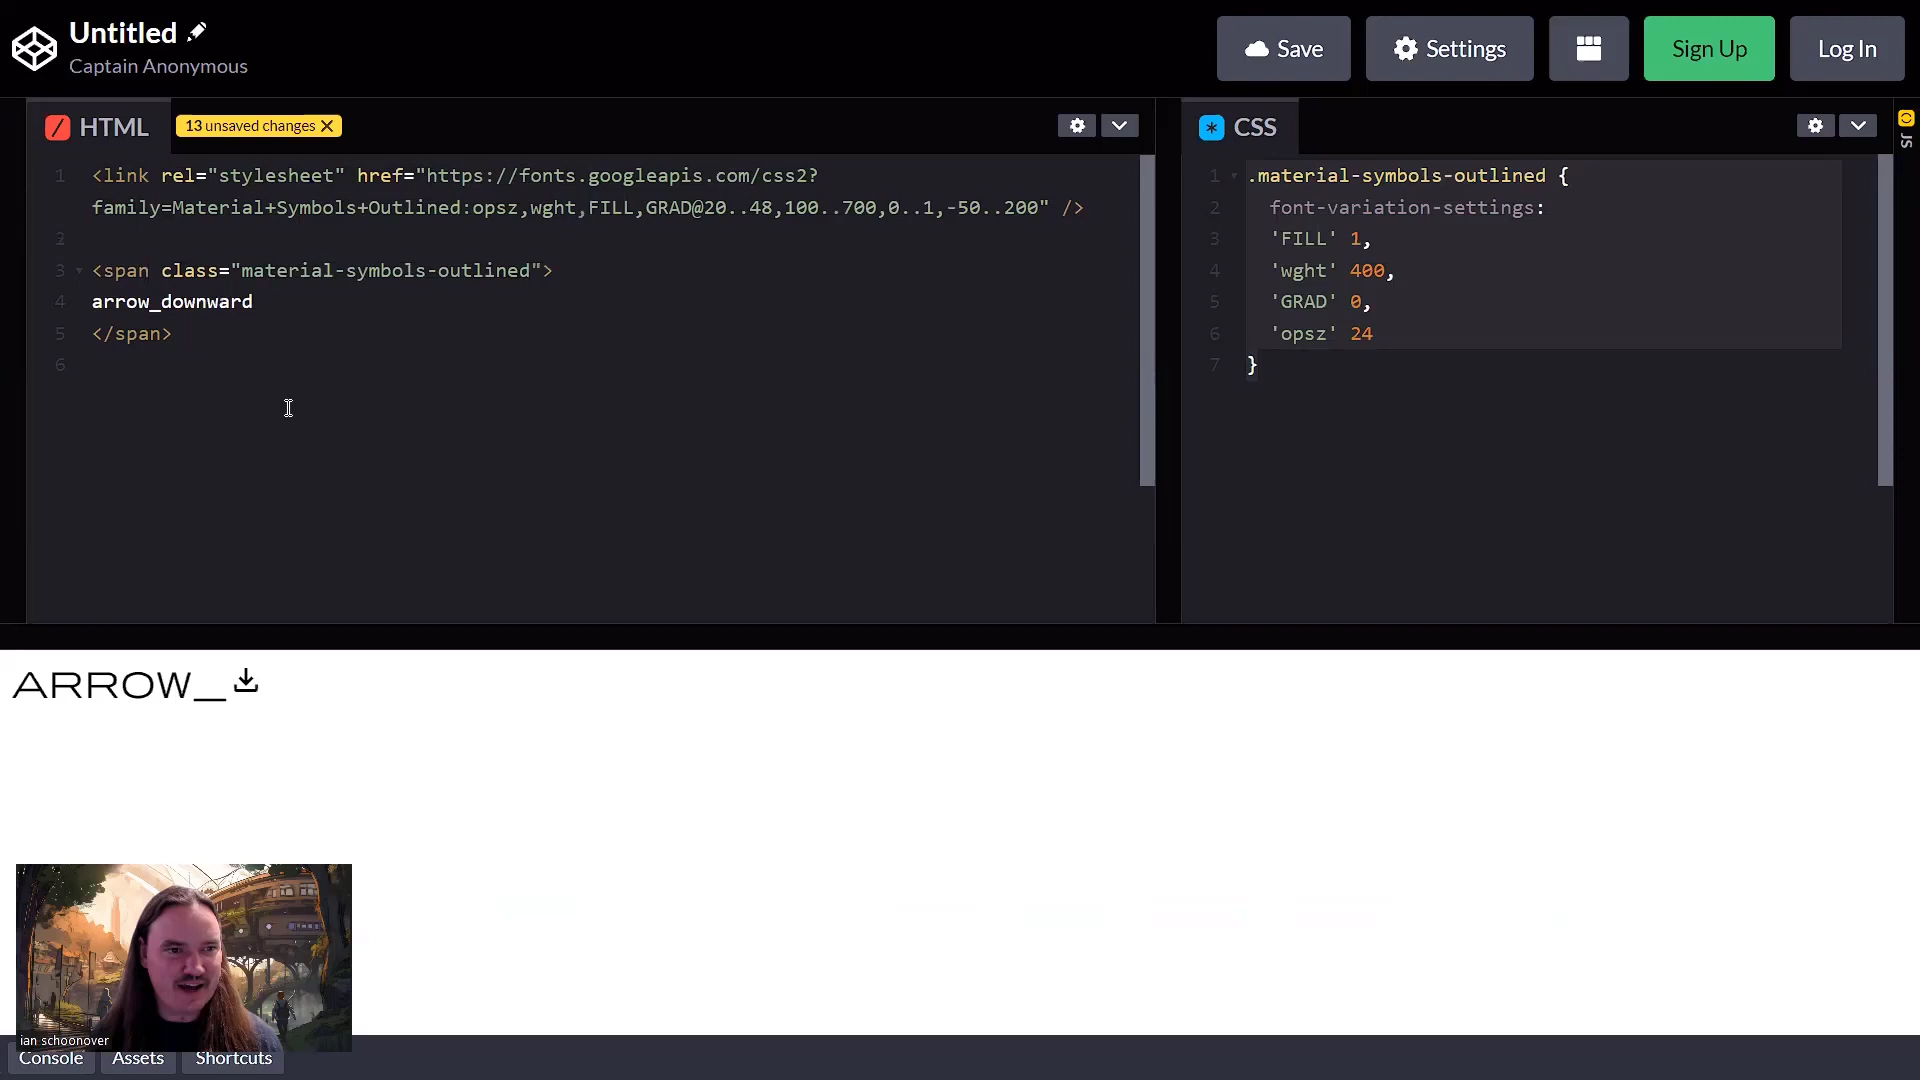 Untitled
Captain Anonymous
Save
Settings
Sign Up
Log In
HTML
13 unsaved changes
CSS
JS
1 <link rel="stylesheet" href="https://fonts.googleapis.com/css2?
family=Material+Symbols+Outlined:opsz,wght,FILL,GRAD@20..48,100..700,0..1,-50..200" />
2
3 <span class="material-symbols-outlined">
4 arrow_downward
5 </span>
6
1 .material-symbols-outlined {
2 font-variation-settings:
3 'FILL' 1,
4 'wght' 400,
5 'GRAD' 0,
6 'opsz' 24
7 }
ARROW_
ian schoonover
Console
Assets
Shortcuts